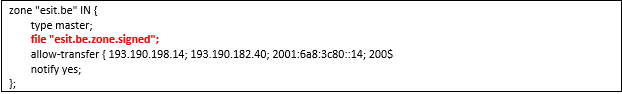 zone "esit.be" IN {
type master;
file "esit.be.zone.signed";
allow-transfer { 193.190.198.14; 193.190.182.40; 2001:6a8:3c80::14; 200$
notify yes;
};